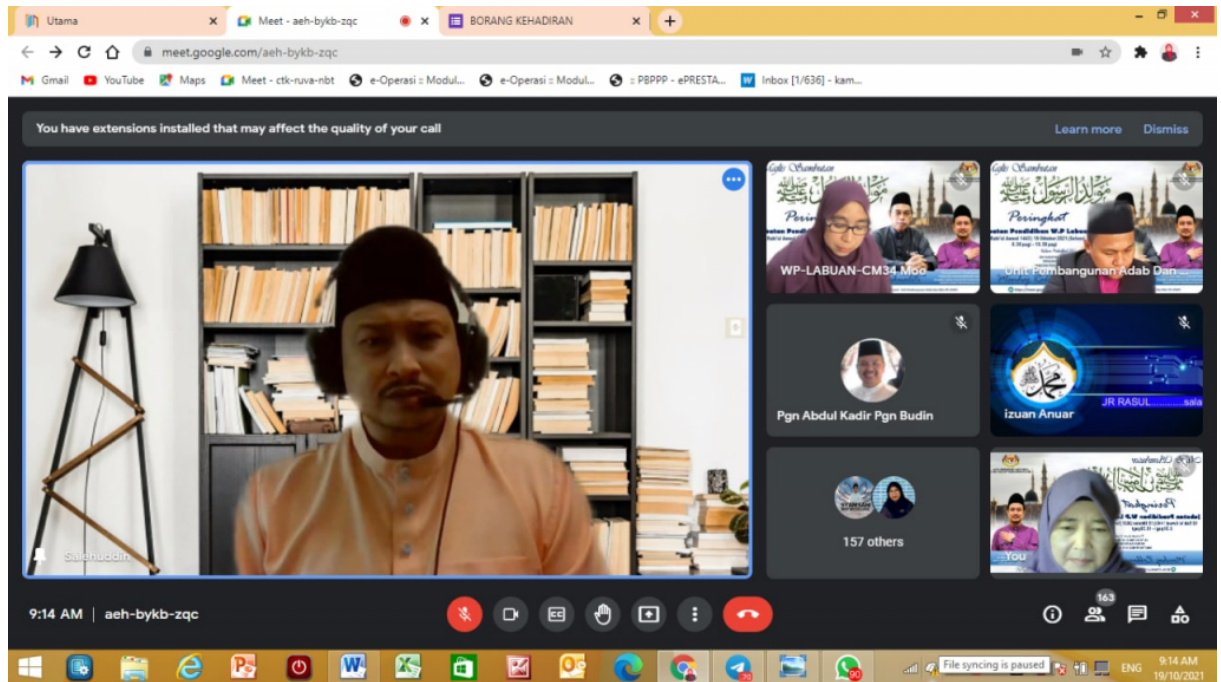 Utama
Meet - aeh-bykb-zqc
BORANG KEHADIRAN
meet.google.com/aeh-bykb-zqc
Gmail
YouTube
Maps
Meet - ctk-ruva-nbt
e-Operasi :: Modul...
e-Operasi :: Modul...
:: PBPPP - ePRESTA...
Inbox [1/636] - kam...
You have extensions installed that may affect the quality of your call
Learn more
Dismiss
Salehuddin
WP-LABUAN-CM34 Moe
Unit Pembangunan Adab Dan ...
Peringkat
Pgn Abdul Kadir Pgn Budin
izuan Anuar
JR RASUL
157 others
You
9:14 AM | aeh-bykb-zqc
163
File syncing is paused
ENG
9:14 AM
19/10/2021